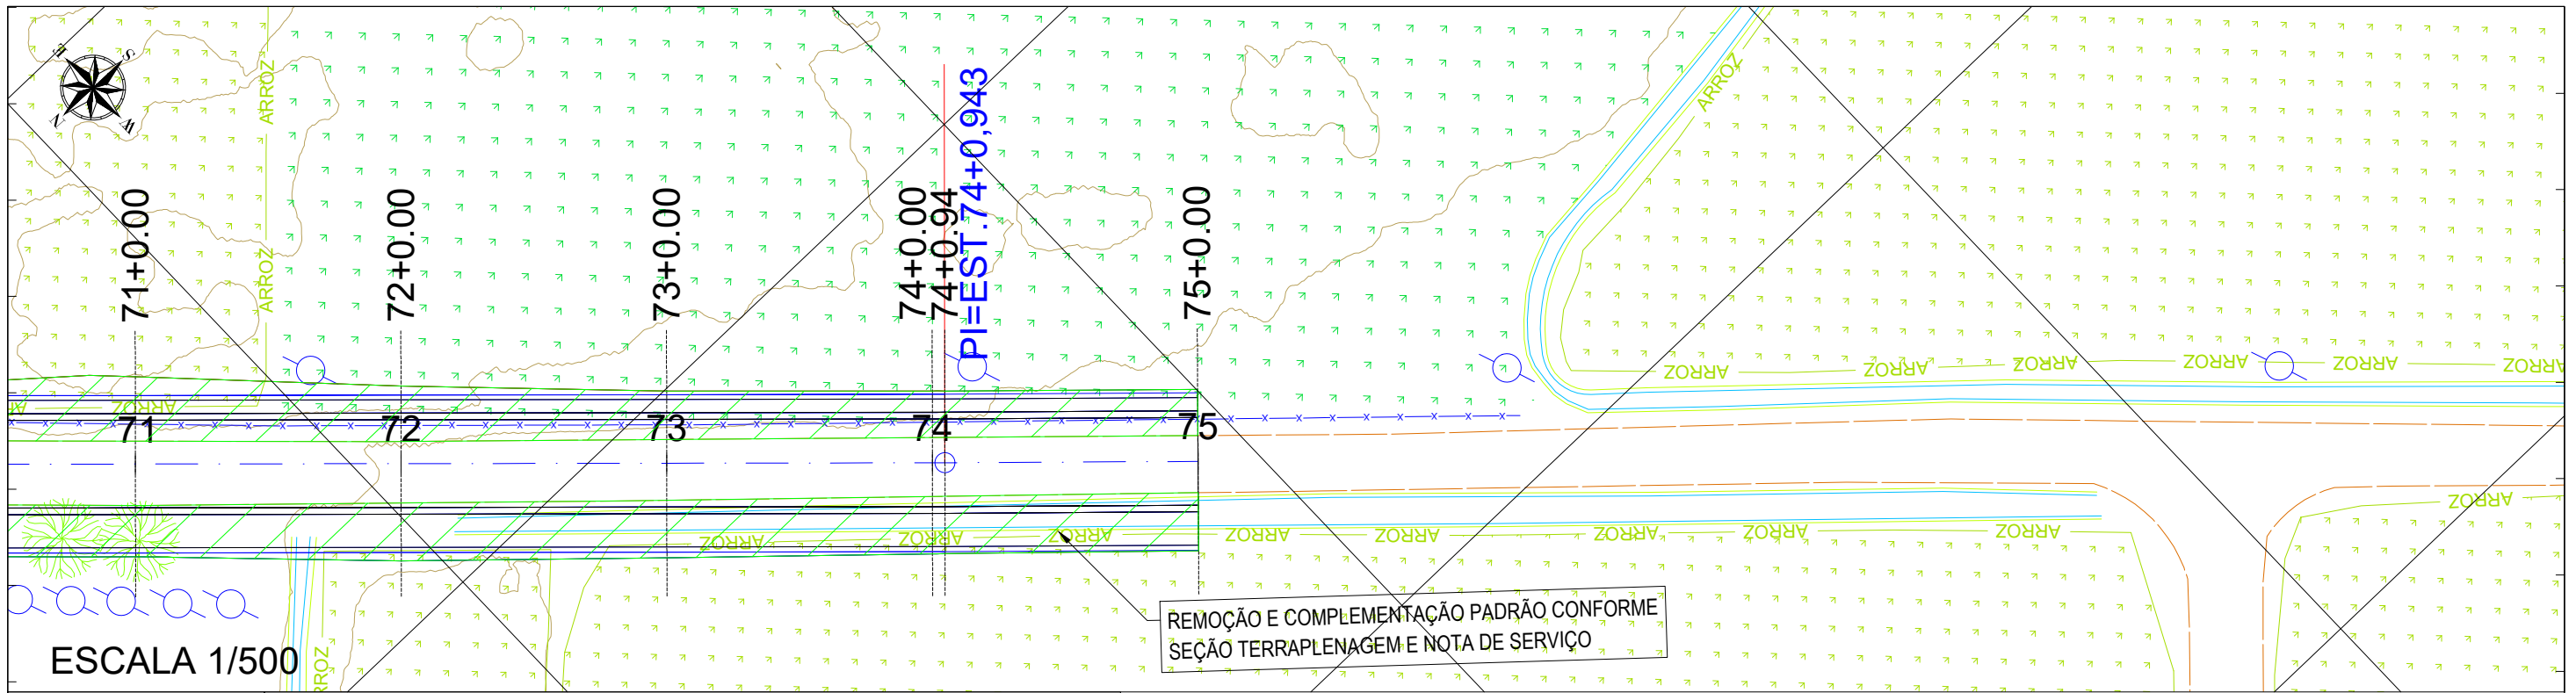 E
S
N
W
ARROZ
ARROZ
ARROZ
71+0.00
72+0.00
73+0.00
74+0.00
74+0.94
PI=EST.74+0,943
75+0.00
ARROZ
ARROZ
ARROZ
ARROZ
ARROZ
ARROZ
ARROZ
ARROZ
71
72
73
74
75
ARROZ
ARROZ
ARROZ
ARROZ
ARROZ
ARROZ
ARROZ
ARROZ
ARROZ
REMOÇÃO E COMPLEMENTAÇÃO PADRÃO CONFORME
SEÇÃO TERRAPLENAGEM E NOTA DE SERVIÇO
ESCALA 1/500